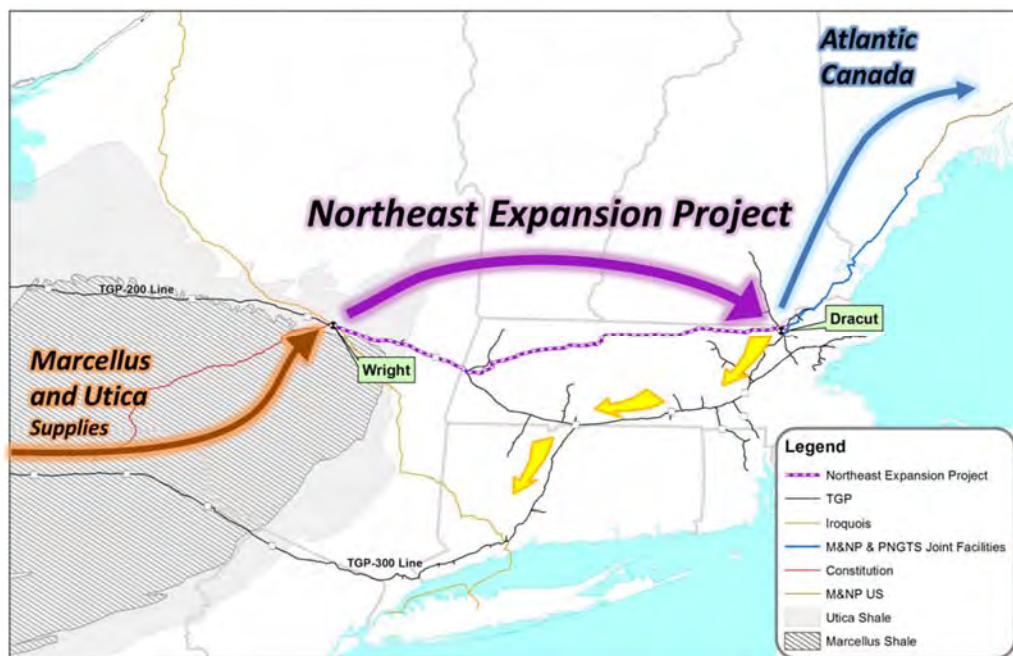 Atlantic
Canada
Northeast Expansion Project
TGP-200 Line
Dracut
Wright
Marcellus
and Utica
Supplies
TGP-300 Line
Legend
Northeast Expansion Project
TGP
Iroquois
M&NP & PNGTS Joint Facilities
Constitution
M&NP US
Utica Shale
Marcellus Shale